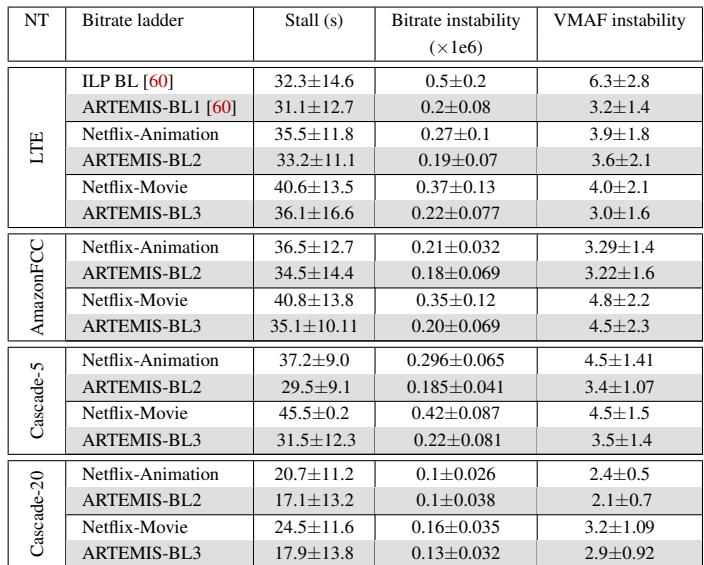 NT Bitrate ladder Stall (s) Bitrate instability VMAF instability
(×1e6)
LTE
ILP BL [60] 32.3±14.6 0.5±0.2 6.3±2.8
ARTEMIS-BL1 [60] 31.1±12.7 0.2±0.08 3.2±1.4
Netflix-Animation 35.5±11.8 0.27±0.1 3.9±1.8
ARTEMIS-BL2 33.2±11.1 0.19±0.07 3.6±2.1
Netflix-Movie 40.6±13.5 0.37±0.13 4.0±2.1
ARTEMIS-BL3 36.1±16.6 0.22±0.077 3.0±1.6
AmazonFCC
Netflix-Animation 36.5±12.7 0.21±0.032 3.29±1.4
ARTEMIS-BL2 34.5±14.4 0.18±0.069 3.22±1.6
Netflix-Movie 40.8±13.8 0.35±0.12 4.8±2.2
ARTEMIS-BL3 35.1±10.11 0.20±0.069 4.5±2.3
Cascade-5
Netflix-Animation 37.2±9.0 0.296±0.065 4.5±1.41
ARTEMIS-BL2 29.5±9.1 0.185±0.041 3.4±1.07
Netflix-Movie 45.5±0.2 0.42±0.087 4.5±1.5
ARTEMIS-BL3 31.5±12.3 0.22±0.081 3.5±1.4
Cascade-20
Netflix-Animation 20.7±11.2 0.1±0.026 2.4±0.5
ARTEMIS-BL2 17.1±13.2 0.1±0.038 2.1±0.7
Netflix-Movie 24.5±11.6 0.16±0.035 3.2±1.09
ARTEMIS-BL3 17.9±13.8 0.13±0.032 2.9±0.92